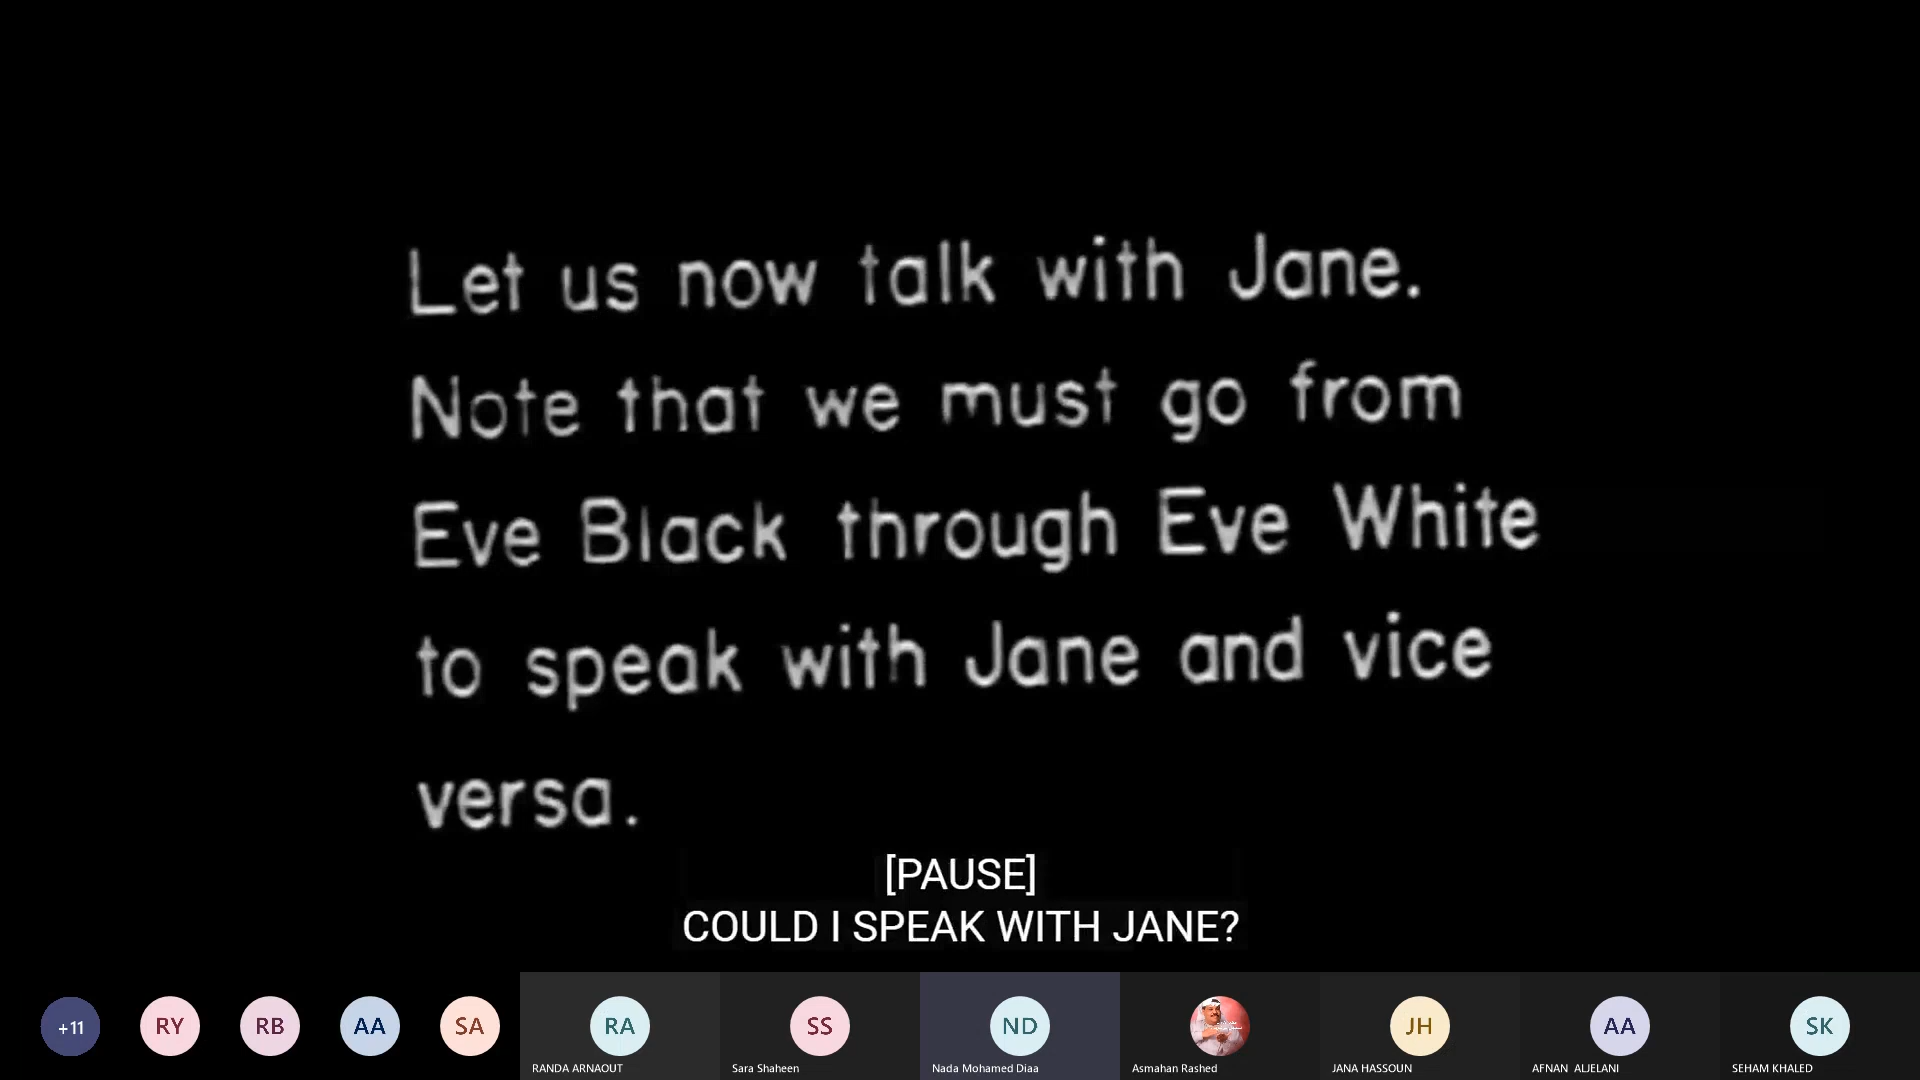 Let us now talk with Jane.
Note that we must go from
Eve Black through Eve White
to speak with Jane and vice
versa.
[PAUSE]
COULD I SPEAK WITH JANE?
+11
RY
RB
AA
SA
RA
SS
ND
JH
AA
SK
RANDA ARNAOUT
Sara Shaheen
Nada Mohamed Diaa
Asmahan Rashed
JANA HASSOUN
AFNAN ALJELANI
SEHAM KHALED